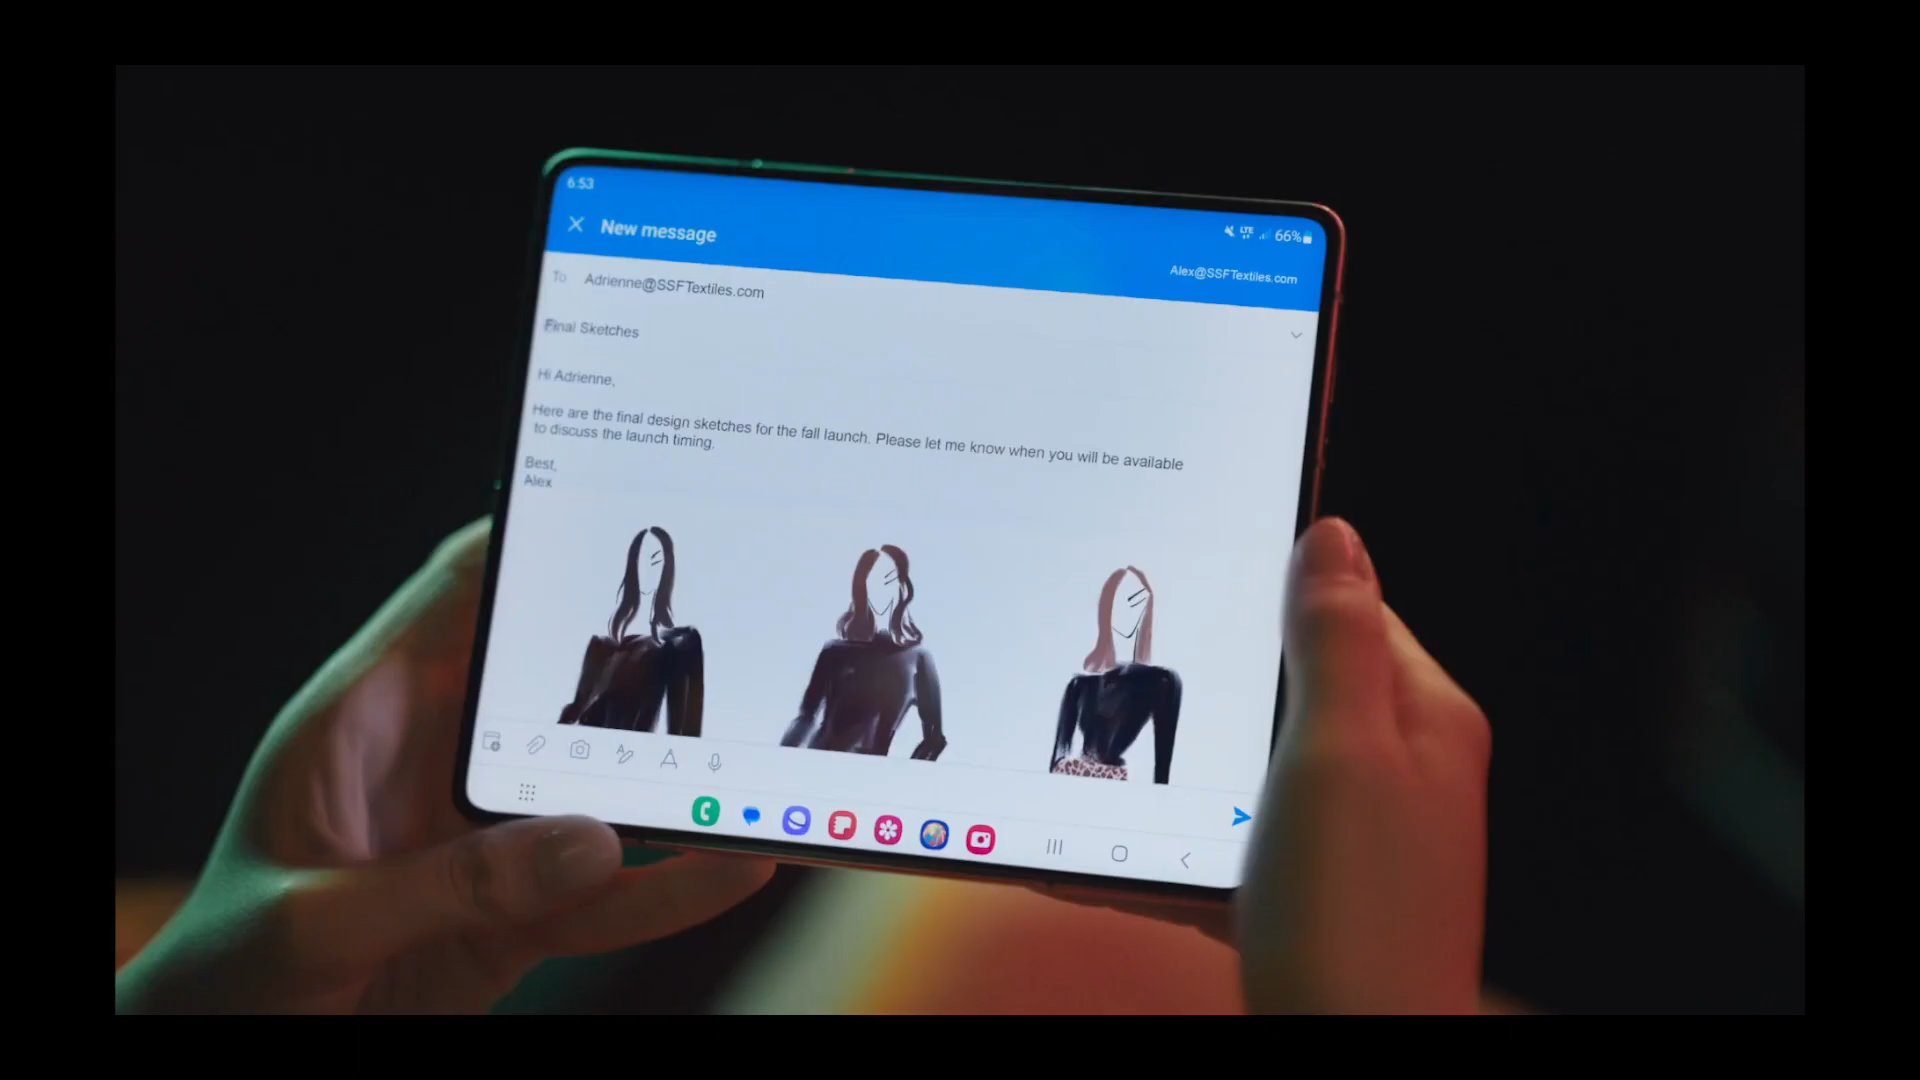 6:53
LTE
66%
New message
Alex@SSFTextiles.com
To Adrienne@SSFTextiles.com
Final Sketches
Hi Adrienne,
Here are the final design sketches for the fall launch. Please let me know when you will be available
to discuss the launch timing.
Best,
Alex